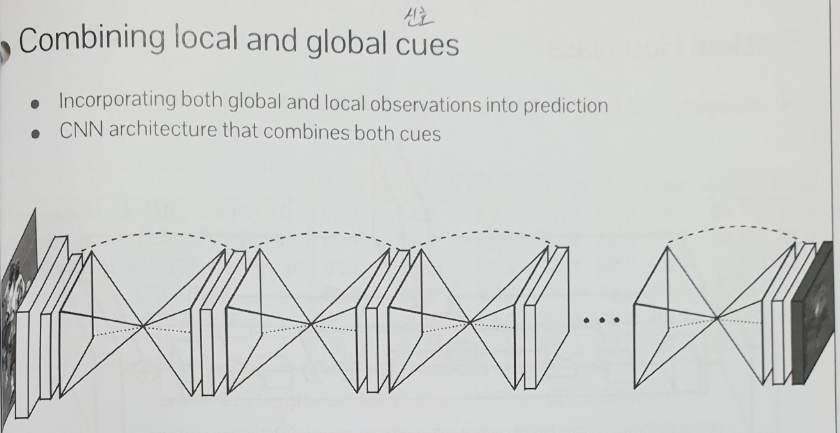 신호
Combining local and global cues
● Incorporating both global and local observations into prediction
● CNN architecture that combines both cues